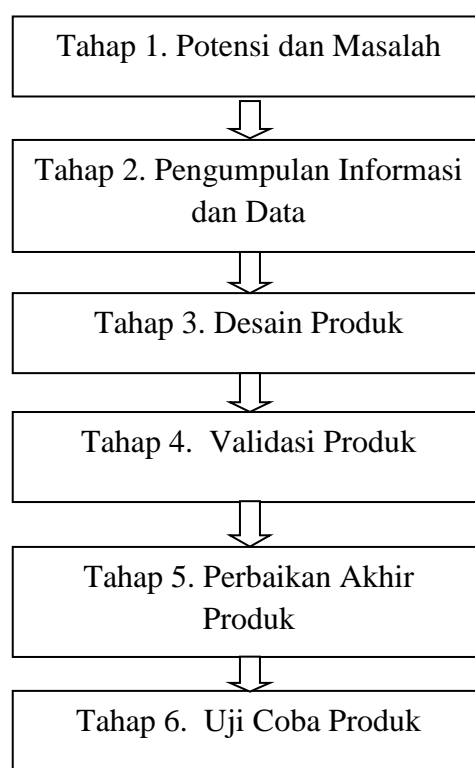 Tahap 1. Potensi dan Masalah
Tahap 2. Pengumpulan Informasi
dan Data
Tahap 3. Desain Produk
Tahap 4.  Validasi Produk
Tahap 5. Perbaikan Akhir
Produk
Tahap 6.  Uji Coba Produk